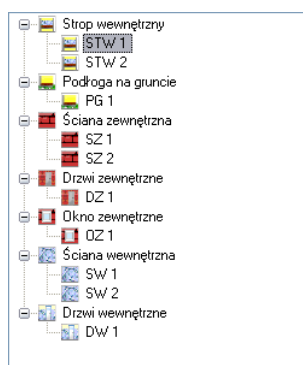 Strop wewnętrzny
STW 1
STW 2
Podłoga na gruncie
PG 1
Ściana zewnętrzna
SZ 1
SZ 2
Drzwi zewnętrzne
DZ 1
Okno zewnętrzne
OZ 1
Ściana wewnętrzna
SW 1
SW 2
Drzwi wewnętrzne
DW 1